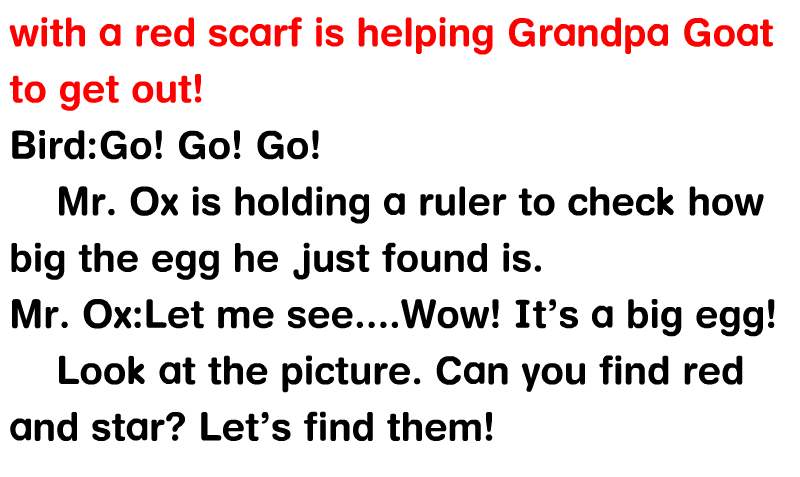 with a red scarf is helping Grandpa Goat
to get out!
Bird:Go! Go! Go!
Mr. Ox is holding a ruler to check how
big the egg he just found is.
Mr. Ox:Let me see....Wow! It’s a big egg!
Look at the picture. Can you find red
and star? Let’s find them!